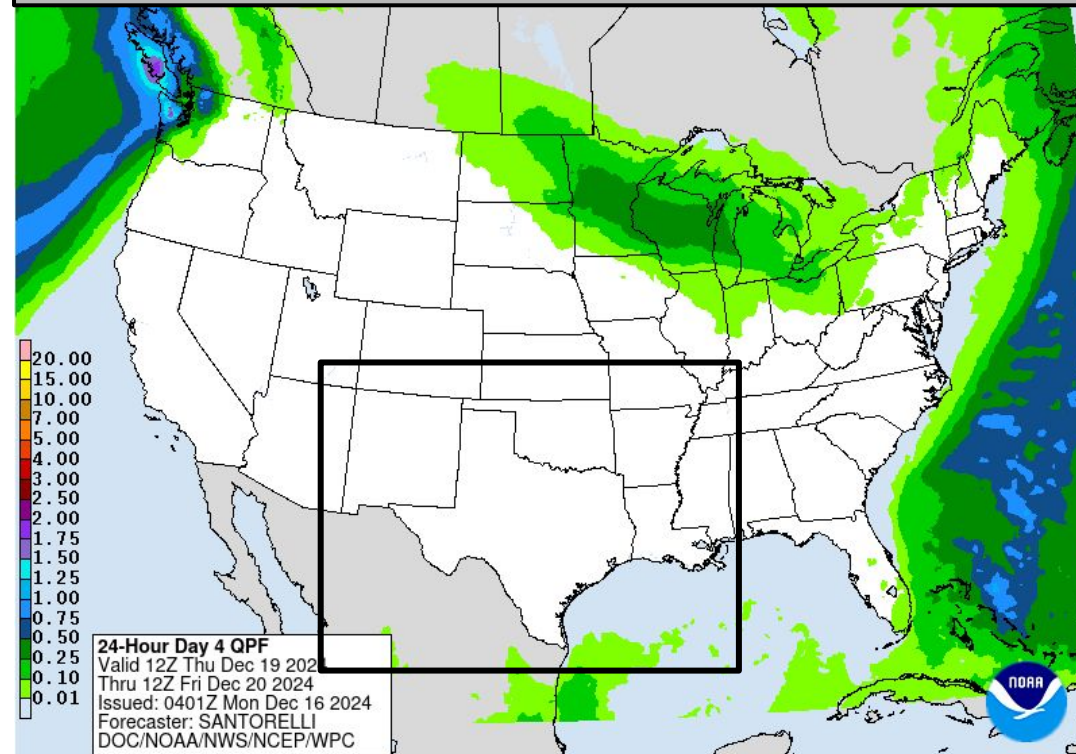 20.00
15.00
10.00
7.00
5.00
4.00
3.00
2.50
2.00
1.75
1.50
1.25
1.00
0.75
0.50
0.25
0.10
0.01
24-Hour Day 4 QPF
Valid 12Z Thu Dec 19 202
Thru 12Z Fri Dec 20 2024
Issued: 0401Z Mon Dec 16 2024
Forecaster: SANTORELLI
DOC/NOAA/NWS/NCEP/WPC
NOAA